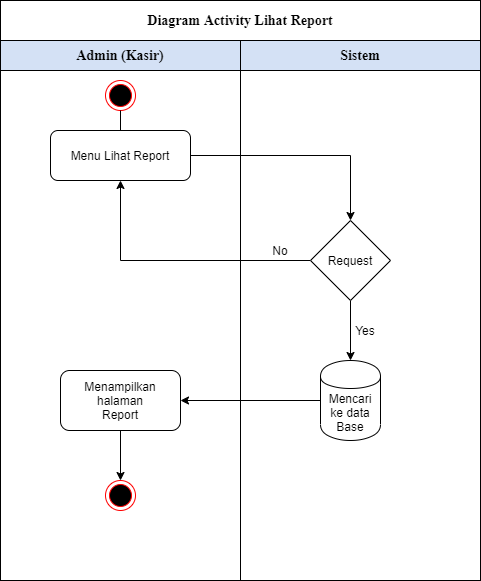 Diagram Activity Lihat Report
Admin (Kasir)
Sistem
Menu Lihat Report
No
Request
Yes
Menampilkan
halaman
Report
Mencari
ke data
Base